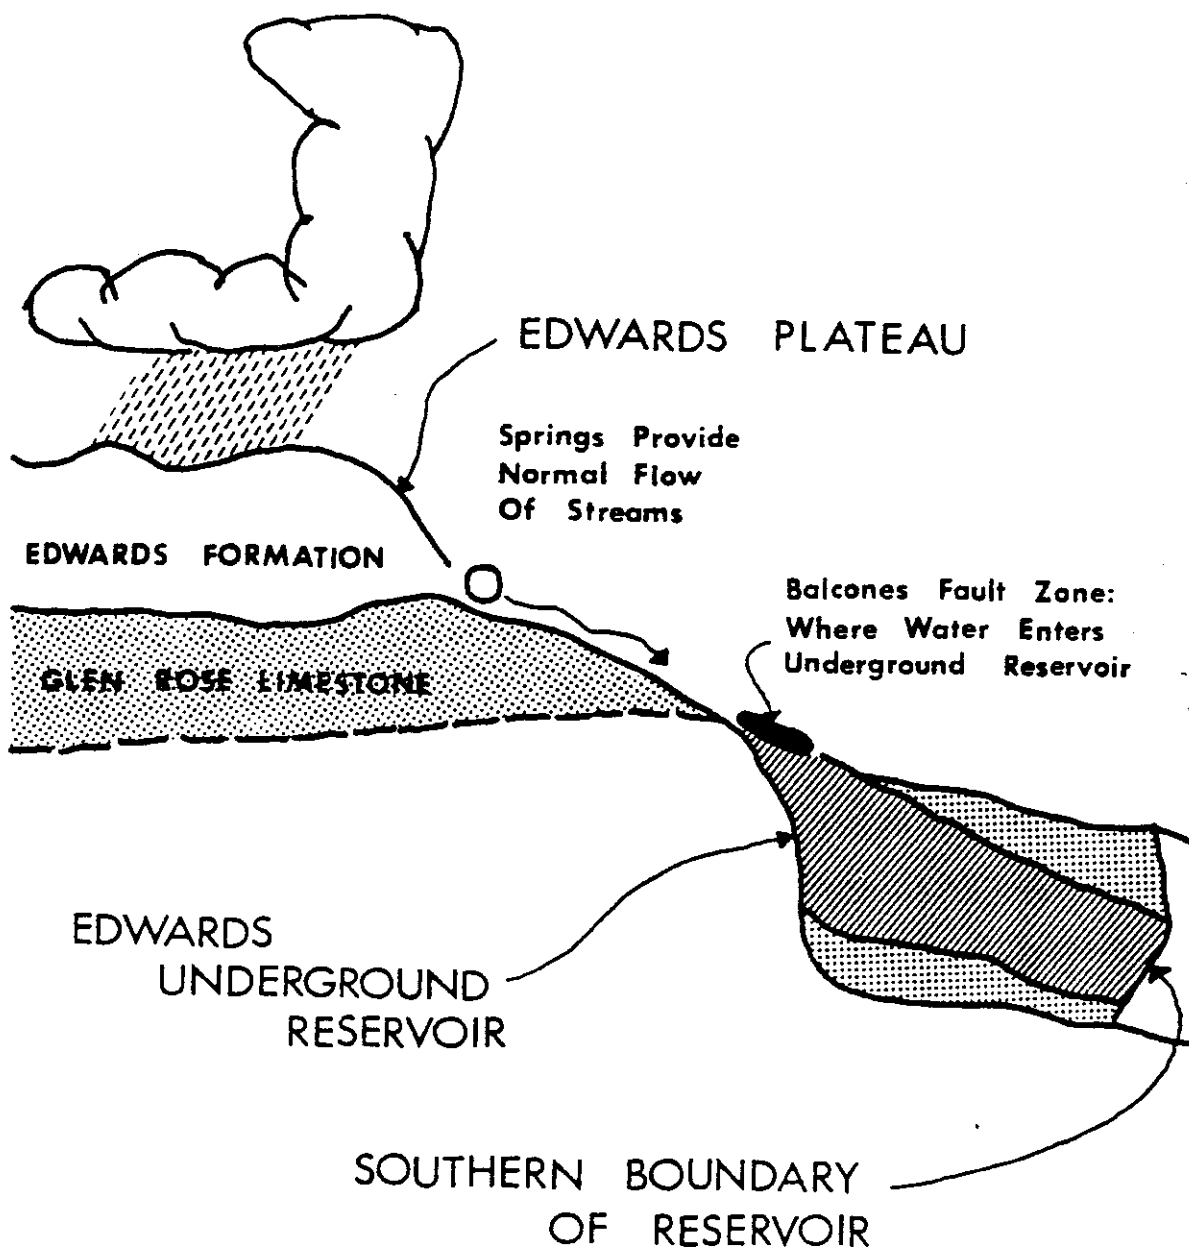 EDWARDS PLATEAU
Springs Provide
Normal Flow
Of Streams
EDWARDS FORMATION
Balcones Fault Zone:
Where Water Enters
Underground Reservoir
GLEN ROSE LIMESTONE
EDWARDS
UNDERGROUND
RESERVOIR
SOUTHERN BOUNDARY
OF RESERVOIR